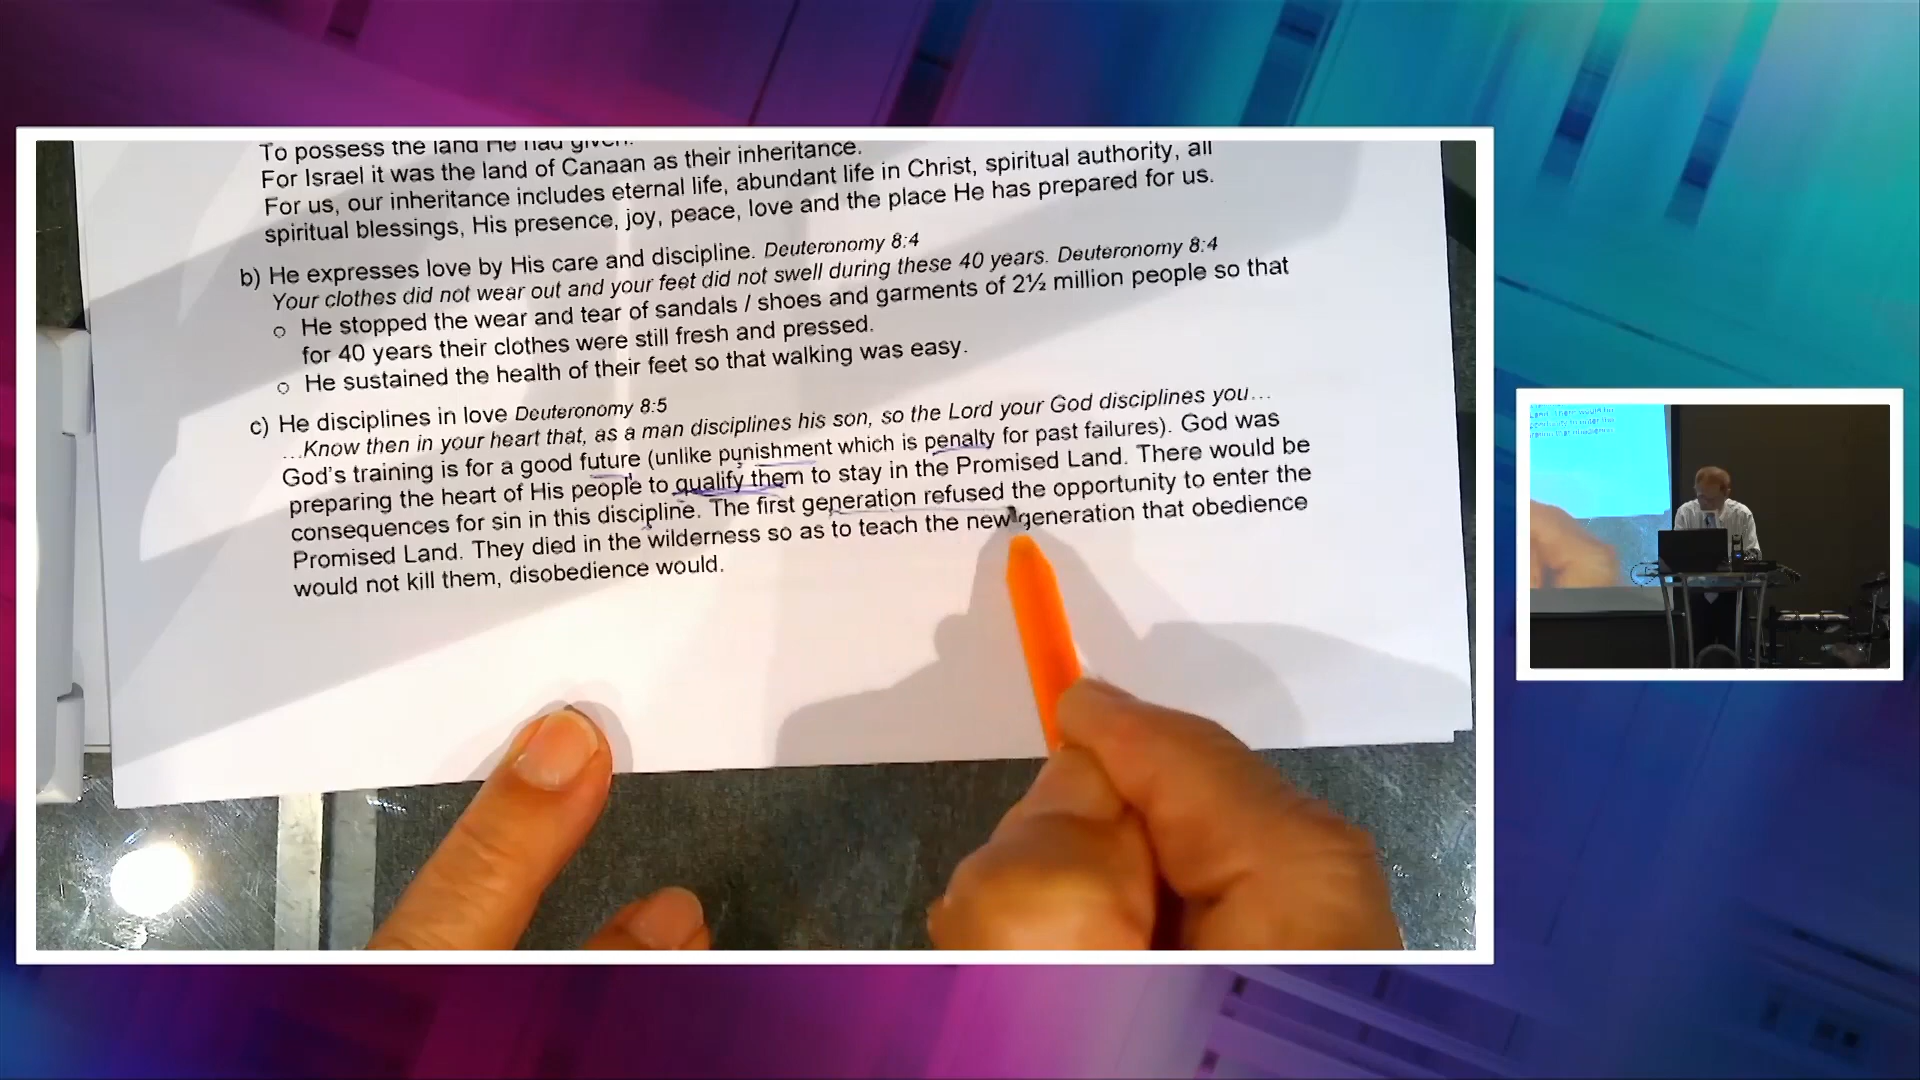 To possess the land He had given.
For Israel it was the land of Canaan as their inheritance.
For us, our inheritance includes eternal life, abundant life in Christ, spiritual authority, all
spiritual blessings, His presence, joy, peace, love and the place He has prepared for us.
b) He expresses love by His care and discipline. Deuteronomy 8:4
Your clothes did not wear out and your feet did not swell during these 40 years. Deuteronomy 8:4
o He stopped the wear and tear of sandals / shoes and garments of 2½ million people so that
for 40 years their clothes were still fresh and pressed.
o He sustained the health of their feet so that walking was easy.
c) He disciplines in love Deuteronomy 8:5
…Know then in your heart that, as a man disciplines his son, so the Lord your God disciplines you…
God's training is for a good future (unlike punishment which is penalty for past failures). God was
preparing the heart of His people to qualify them to stay in the Promised Land. There would be
consequences for sin in this discipline. The first generation refused the opportunity to enter the
Promised Land. They died in the wilderness so as to teach the new generation that obedience
would not kill them, disobedience would.